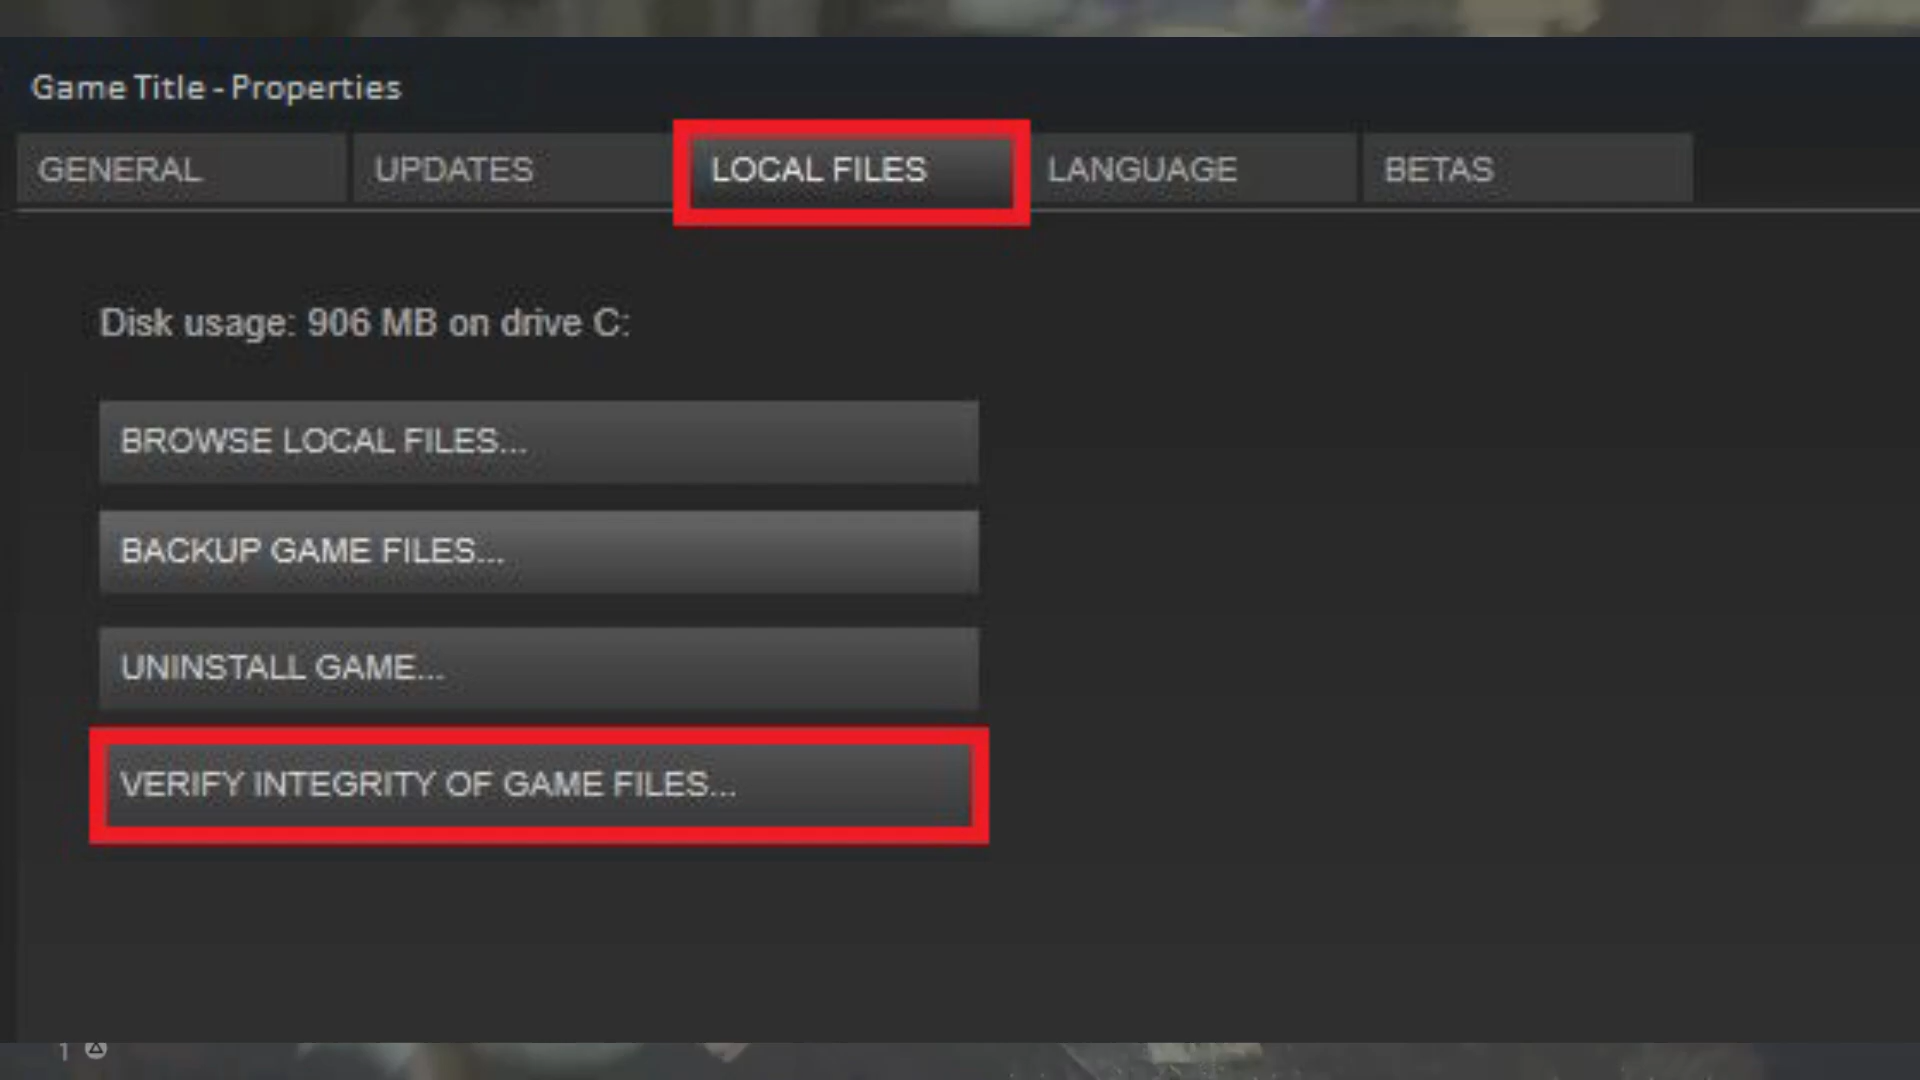 Game Title - Properties
GENERAL
UPDATES
LOCAL FILES
LANGUAGE
BETAS
Disk usage: 906 MB on drive C:
BROWSE LOCAL FILES...
BACKUP GAME FILES...
UNINSTALL GAME...
VERIFY INTEGRITY OF GAME FILES...
1